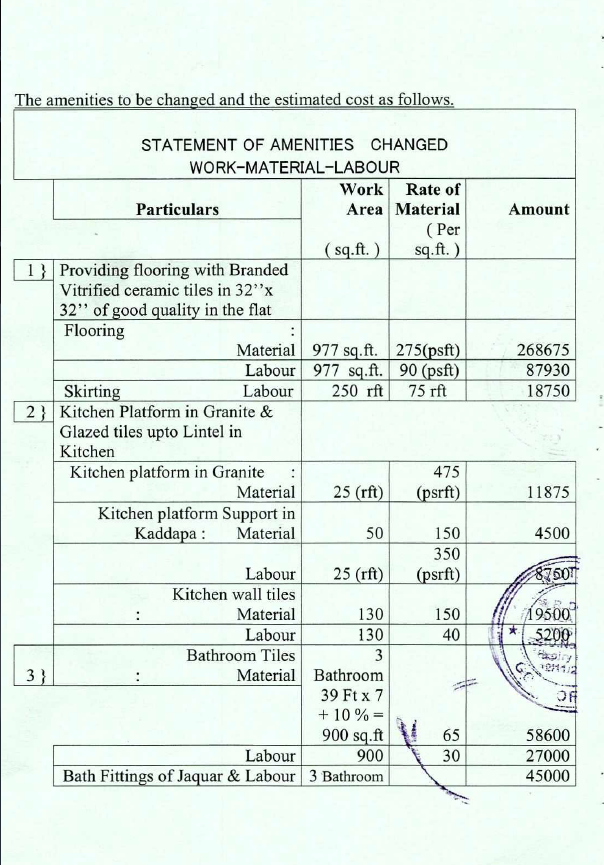 The amenities to be changed and the estimated cost as follows.
STATEMENT OF AMENITIES CHANGED
WORK-MATERIAL-LABOUR
Particulars Work Area ( sq.ft. ) Rate of Material ( Per sq.ft. ) Amount
1 } Providing flooring with Branded
Vitrified ceramic tiles in 32’’x
32’’ of good quality in the flat
Flooring :
Material 977 sq.ft. 275(psft) 268675
Labour 977 sq.ft. 90 (psft) 87930
Skirting Labour 250 rft 75 rft 18750
2 } Kitchen Platform in Granite &
Glazed tiles upto Lintel in
Kitchen
Kitchen platform in Granite : 475
Material 25 (rft) (psrft) 11875
Kitchen platform Support in
Kaddapa : Material 50 150 4500
350
Labour 25 (rft) (psrft) 8750
Kitchen wall tiles
: Material 130 150 19500
Labour 130 40 5200
Bathroom Tiles 3
3 } : Material Bathroom
39 Ft x 7
+ 10 % =
900 sq.ft 65 58600
Labour 900 30 27000
Bath Fittings of Jaquar & Labour 3 Bathroom 45000